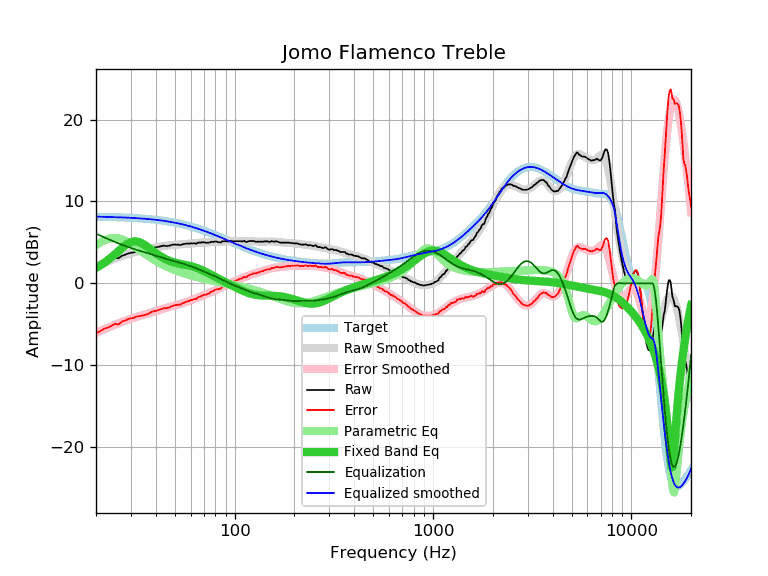 Jomo Flamenco Treble
Amplitude (dBr)
20
10
0
−10
−20
Target
Raw Smoothed
Error Smoothed
Raw
Error
Parametric Eq
Fixed Band Eq
Equalization
Equalized smoothed
100
1000
10000
Frequency (Hz)